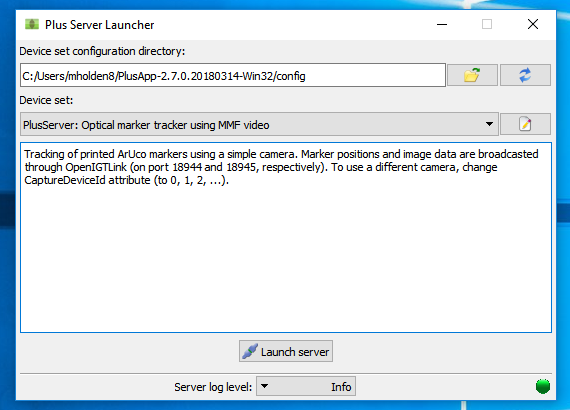 Plus Server Launcher
Device set configuration directory:
C:/Users/mholden8/PlusApp-2.7.0.20180314-Win32/config
Device set:
PlusServer: Optical marker tracker using MMF video
Tracking of printed ArUco markers using a simple camera. Marker positions and image data are broadcasted
through OpenIGTLink (on port 18944 and 18945, respectively). To use a different camera, change
CaptureDeviceId attribute (to 0, 1, 2, ...).
Launch server
Server log level: Info